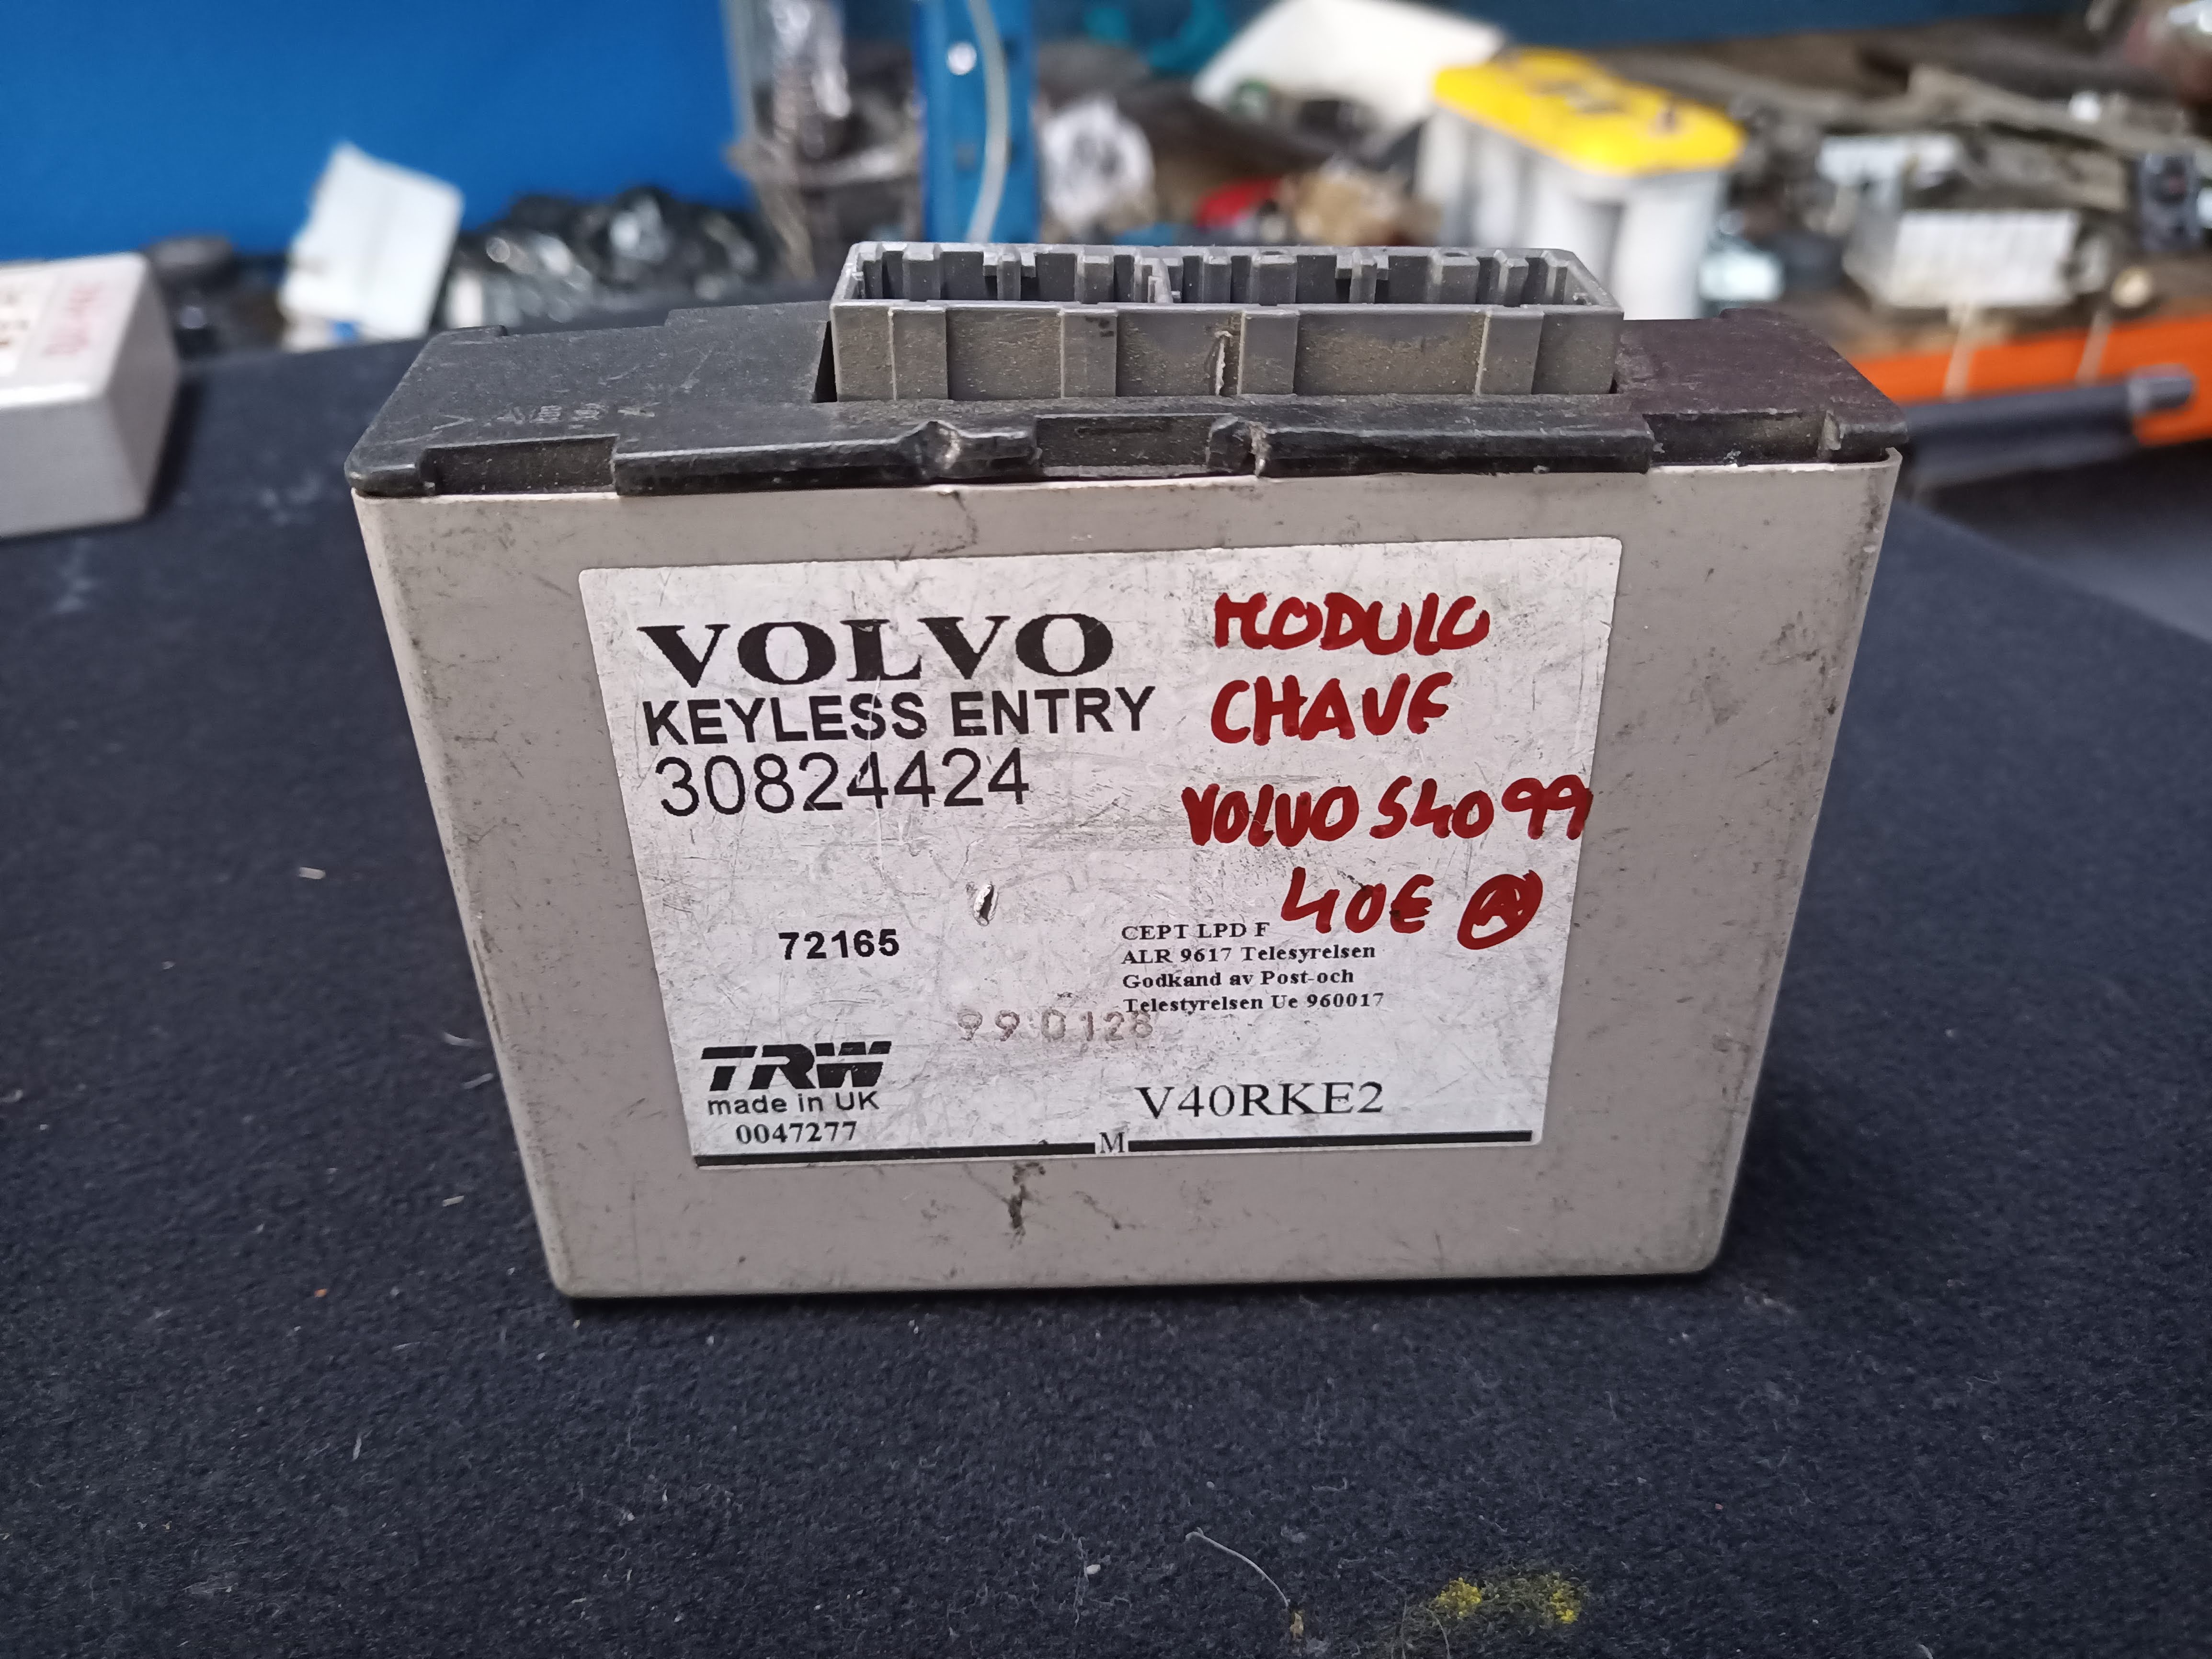 VOLVO
KEYLESS ENTRY
30824424
MODULO
CHAVE
VOLVO S40 99
40€ A
72165
CEPT LPD F
ALR 9617 Telesyrelsen
Godkand av Post-och
Telestyrelsen Ue 960017
990128
TRW
made in UK
0047277
V40RKE2
M